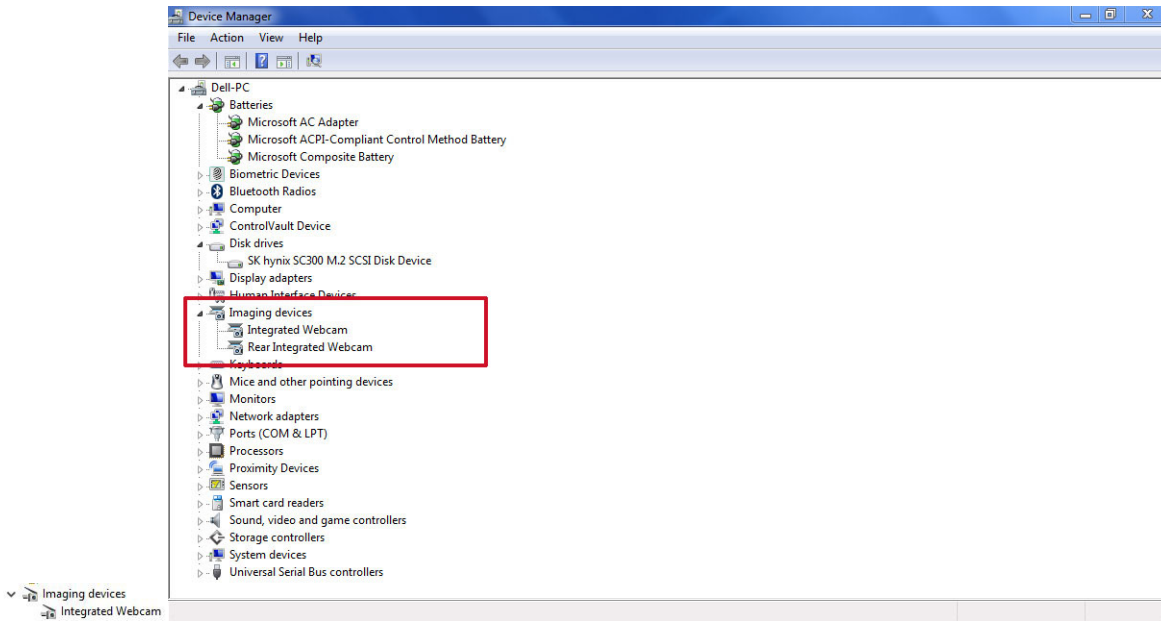 Device Manager
File Action View Help
Dell-PC
Batteries
Microsoft AC Adapter
Microsoft ACPI-Compliant Control Method Battery
Microsoft Composite Battery
Biometric Devices
Bluetooth Radios
Computer
ControlVault Device
Disk drives
SK hynix SC300 M.2 SCSI Disk Device
Display adapters
Human Interface Devices
Imaging devices
Integrated Webcam
Rear Integrated Webcam
Keyboards
Mice and other pointing devices
Monitors
Network adapters
Ports (COM & LPT)
Processors
Proximity Devices
Sensors
Smart card readers
Sound, video and game controllers
Storage controllers
System devices
Universal Serial Bus controllers
Imaging devices
Integrated Webcam